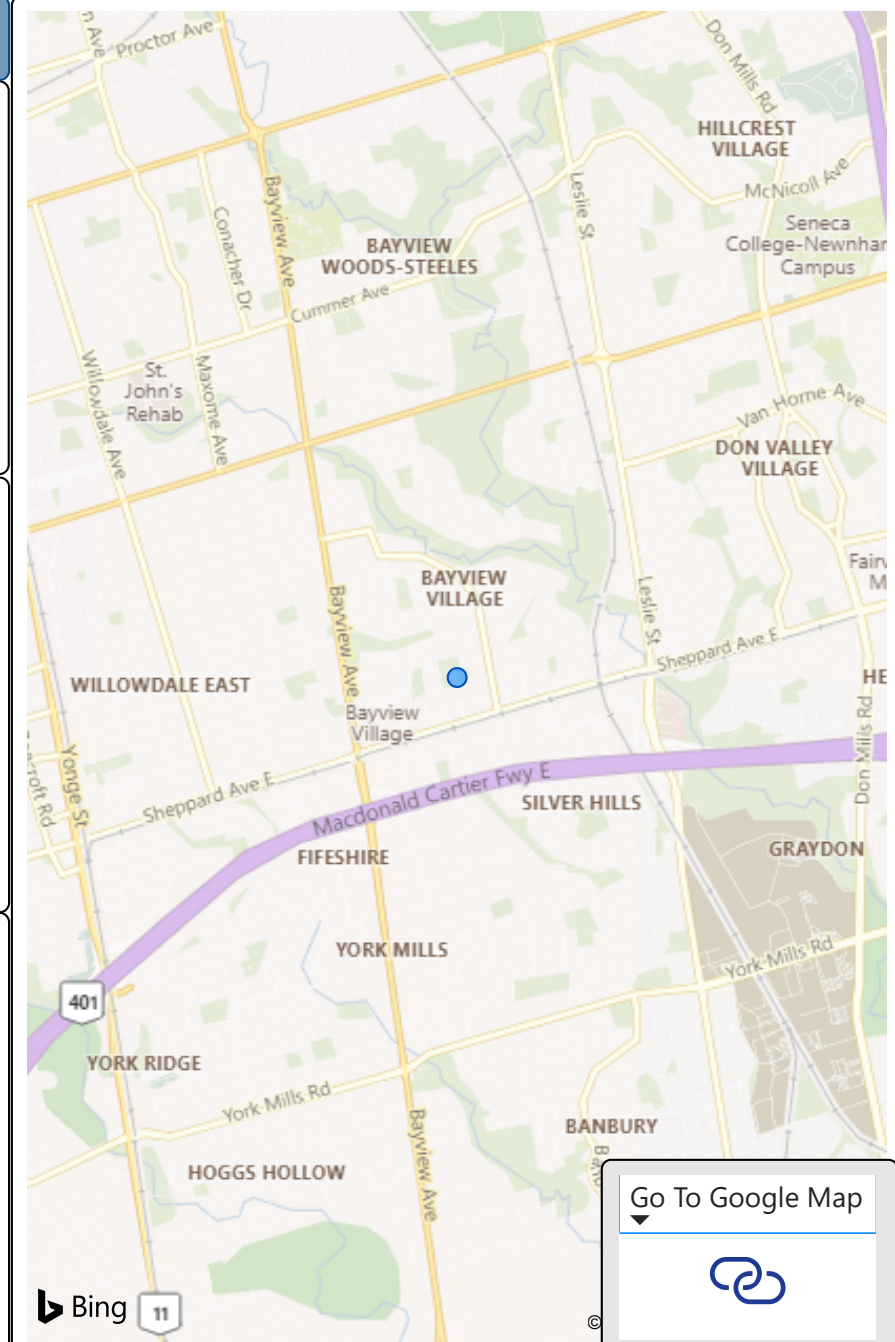 Proctor Ave
Don Mills Rd
HILLCREST
VILLAGE
McNicoll Ave
Leslie St
Bayview Ave
Conacher Dr
Seneca
College-Newnhar
Campus
BAYVIEW
WOODS-STEELES
Cummer Ave
St.
John's
Rehab
Willowdale Ave
Maxome Ave
Van Horne Ave
DON VALLEY
VILLAGE
BAYVIEW
VILLAGE
Fairv
M
Bayview Ave
Leslie St
Sheppard Ave E
WILLOWDALE EAST
HE
Bayview
Village
Don Mills Rd
Yonge St
croft Rd
Sheppard Ave E
Macdonald Cartier Fwy E
SILVER HILLS
FIFESHIRE
GRAYDON
YORK MILLS
York Mills Rd
401
YORK RIDGE
York Mills Rd
BANBURY
Bayview Ave
HOGGS HOLLOW
Go To Google Map
Bing
11
©